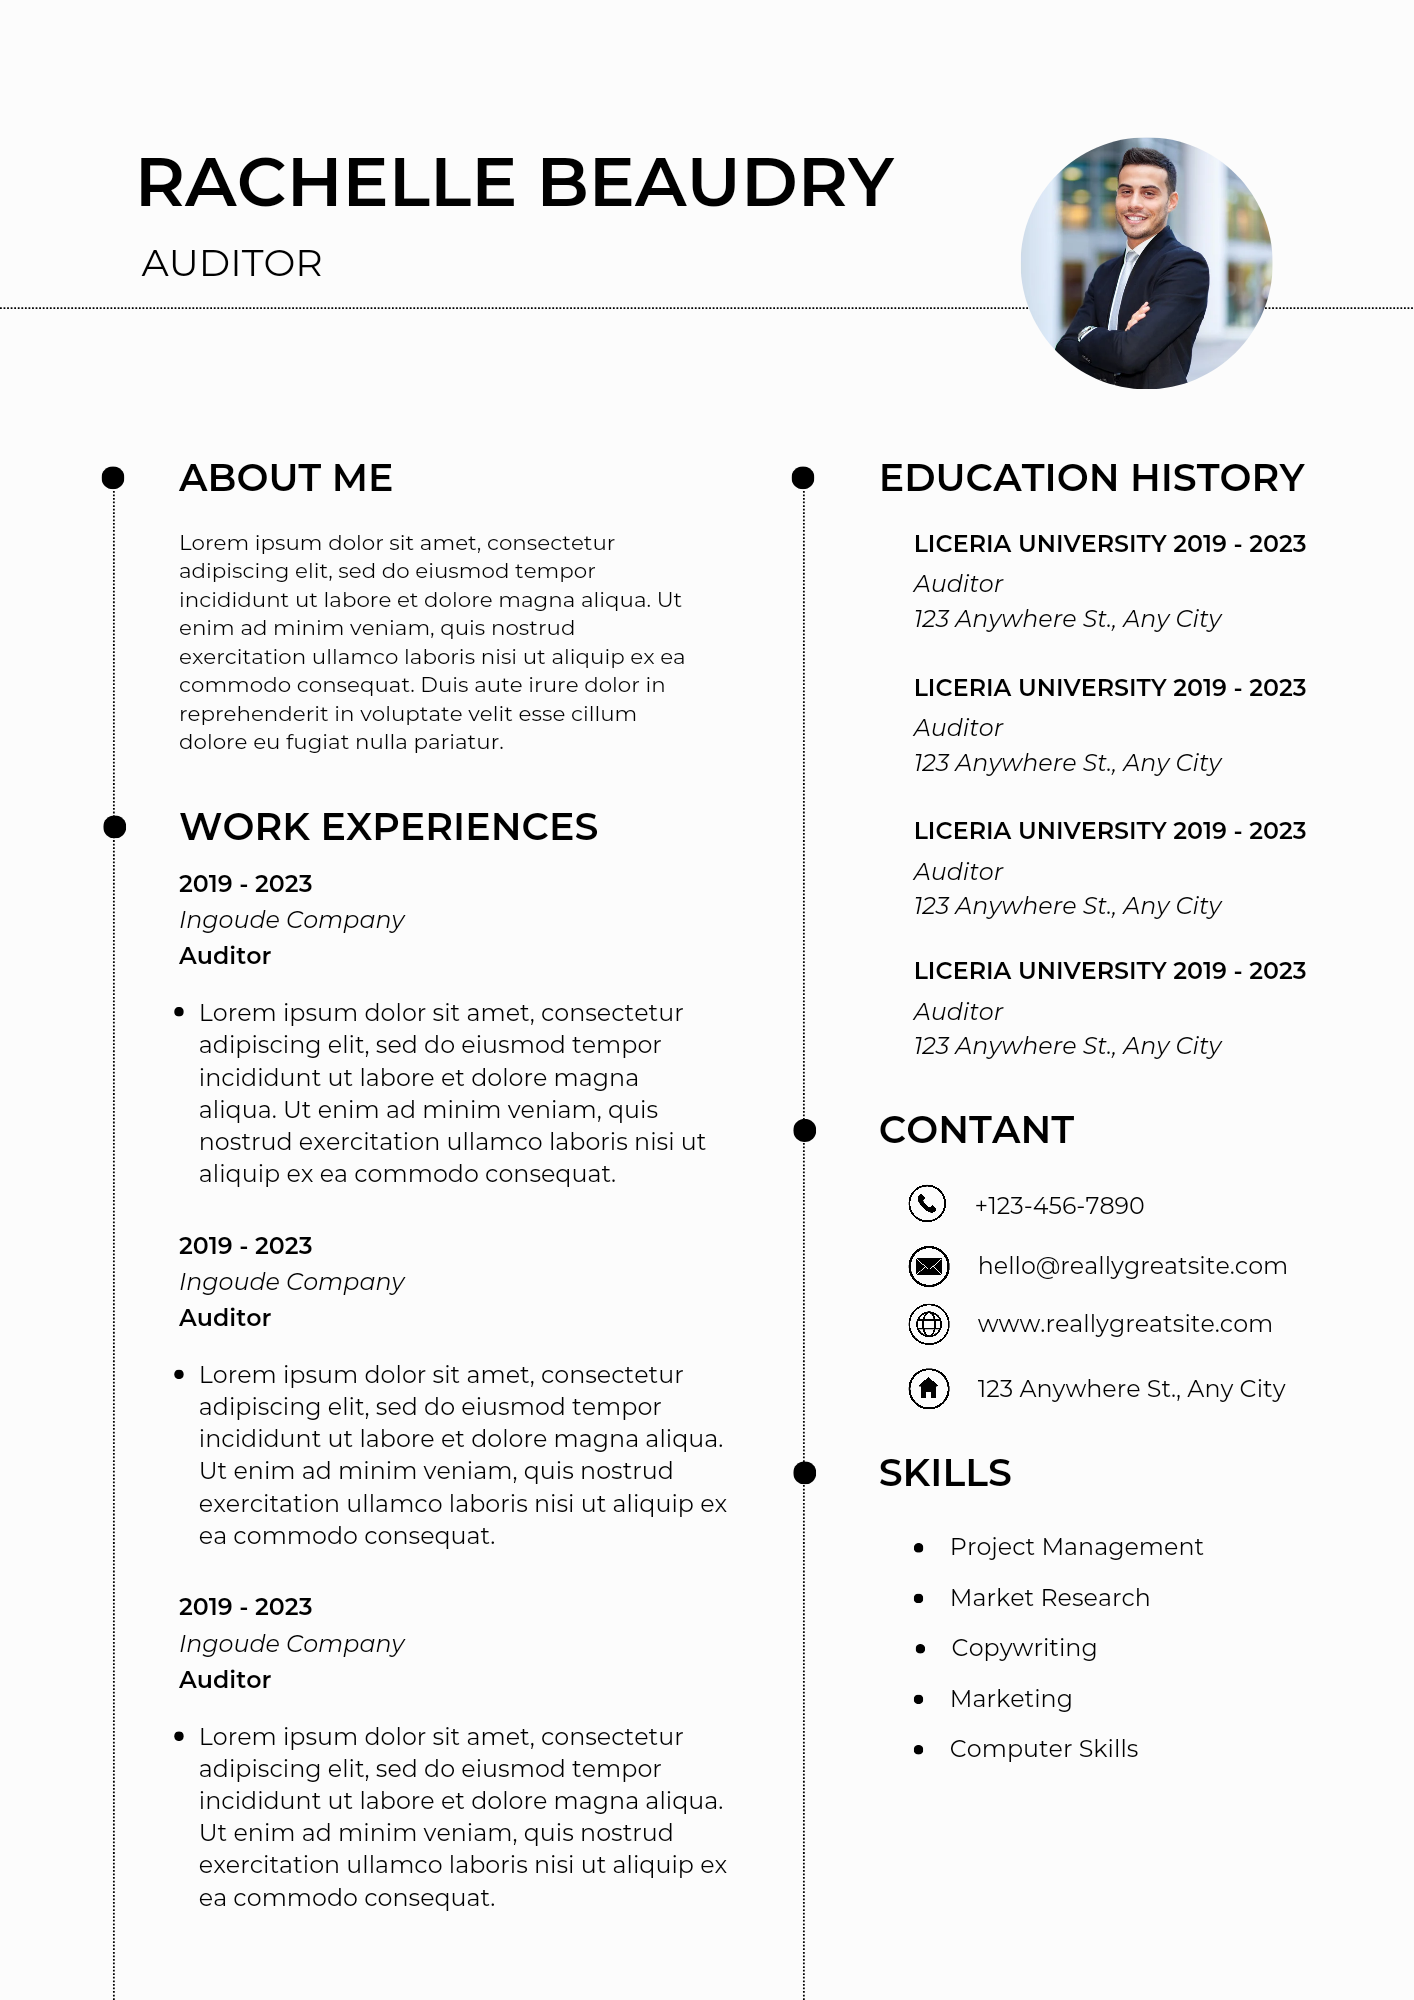 RACHELLE BEAUDRY
AUDITOR
ABOUT ME
Lorem ipsum dolor sit amet, consectetur
adipiscing elit, sed do eiusmod tempor
incididunt ut labore et dolore magna aliqua. Ut
enim ad minim veniam, quis nostrud
exercitation ullamco laboris nisi ut aliquip ex ea
commodo consequat. Duis aute irure dolor in
reprehenderit in voluptate velit esse cillum
dolore eu fugiat nulla pariatur.
WORK EXPERIENCES
2019 - 2023
Ingoude Company
Auditor
• Lorem ipsum dolor sit amet, consectetur
adipiscing elit, sed do eiusmod tempor
incididunt ut labore et dolore magna
aliqua. Ut enim ad minim veniam, quis
nostrud exercitation ullamco laboris nisi ut
aliquip ex ea commodo consequat.
2019 - 2023
Ingoude Company
Auditor
• Lorem ipsum dolor sit amet, consectetur
adipiscing elit, sed do eiusmod tempor
incididunt ut labore et dolore magna aliqua.
Ut enim ad minim veniam, quis nostrud
exercitation ullamco laboris nisi ut aliquip ex
ea commodo consequat.
2019 - 2023
Ingoude Company
Auditor
• Lorem ipsum dolor sit amet, consectetur
adipiscing elit, sed do eiusmod tempor
incididunt ut labore et dolore magna aliqua.
Ut enim ad minim veniam, quis nostrud
exercitation ullamco laboris nisi ut aliquip ex
ea commodo consequat.
EDUCATION HISTORY
LICERIA UNIVERSITY 2019 - 2023
Auditor
123 Anywhere St., Any City
LICERIA UNIVERSITY 2019 - 2023
Auditor
123 Anywhere St., Any City
LICERIA UNIVERSITY 2019 - 2023
Auditor
123 Anywhere St., Any City
LICERIA UNIVERSITY 2019 - 2023
Auditor
123 Anywhere St., Any City
CONTANT
+123-456-7890
hello@reallygreatsite.com
www.reallygreatsite.com
123 Anywhere St., Any City
SKILLS
• Project Management
• Market Research
• Copywriting
• Marketing
• Computer Skills